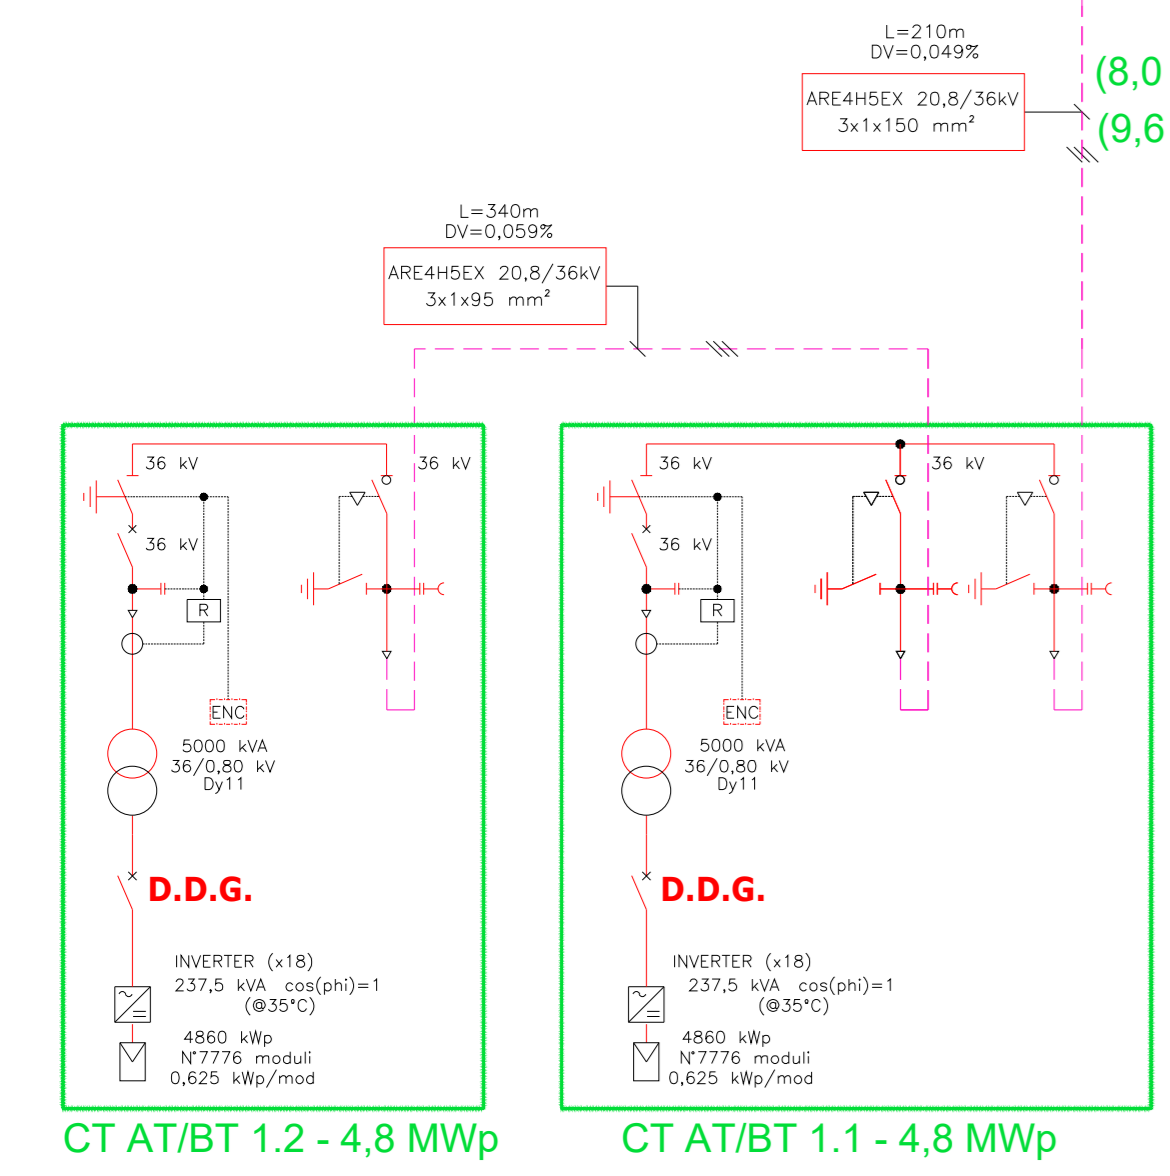 L=210m
DV=0,049%
ARE4H5EX 20,8/36kV
3x1x150 mm²
(8,0
(9,6
L=340m
DV=0,059%
ARE4H5EX 20,8/36kV
3x1x95 mm²
36 kV
36 kV
36 kV
R
ENC
5000 kVA
36/0,80 kV
Dy11
D.D.G.
INVERTER (x18)
237,5 kVA cos(phi)=1
(@35°C)
4860 kWp
N°7776 moduli
0,625 kWp/mod
CT AT/BT 1.2 - 4,8 MWp
36 kV
36 kV
36 kV
R
ENC
5000 kVA
36/0,80 kV
Dy11
D.D.G.
INVERTER (x18)
237,5 kVA cos(phi)=1
(@35°C)
4860 kWp
N°7776 moduli
0,625 kWp/mod
CT AT/BT 1.1 - 4,8 MWp